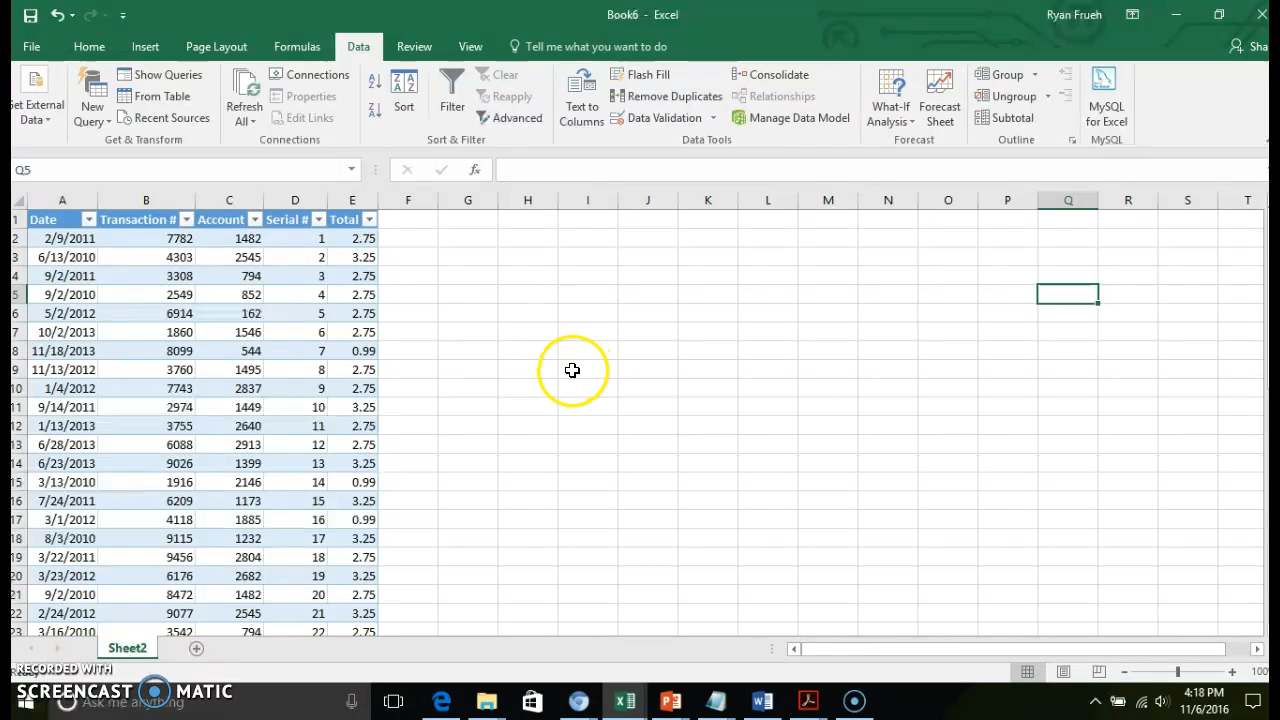 Book6 - Excel
Ryan Frueh
File Home Insert Page Layout Formulas Data Review View Tell me what you want to do
Show Queries Connections Clear Flash Fill Consolidate Group
From Table Properties Reapply Remove Duplicates Relationships Ungroup
Recent Sources Edit Links Advanced Data Validation Manage Data Model Subtotal
New Query Refresh All Sort Filter Text to Columns What-If Analysis Forecast Sheet MySQL for Excel
Get & Transform Connections Sort & Filter Data Tools Forecast Outline MySQL
Q5 fx
A B C D E F G H I J K L M N O P Q R S T
1 Date Transaction # Account Serial # Total
2 2/9/2011 7782 1482 1 2.75
3 6/13/2010 4303 2545 2 3.25
4 9/2/2011 3308 794 3 2.75
5 9/2/2010 2549 852 4 2.75
6 5/2/2012 6914 162 5 2.75
7 10/2/2013 1860 1546 6 2.75
8 11/18/2013 8099 544 7 0.99
9 11/13/2012 3760 1495 8 2.75
10 1/4/2012 7743 2837 9 2.75
11 9/14/2011 2974 1449 10 3.25
12 1/13/2013 3755 2640 11 2.75
13 6/28/2013 6088 2913 12 2.75
14 6/23/2013 9026 1399 13 3.25
15 3/13/2010 1916 2146 14 0.99
16 7/24/2011 6209 1173 15 3.25
17 3/1/2012 4118 1885 16 0.99
18 8/3/2010 9115 1232 17 3.25
19 3/22/2011 9456 2804 18 2.75
20 3/23/2012 6176 2682 19 3.25
21 9/2/2010 8472 1482 20 2.75
22 2/24/2012 9077 2545 21 3.25
23 3/16/2010 3542 794 22 2.75
Sheet2
RECORDED WITH
SCREENCAST MATIC
Ask me anything
4:18 PM
11/6/2016